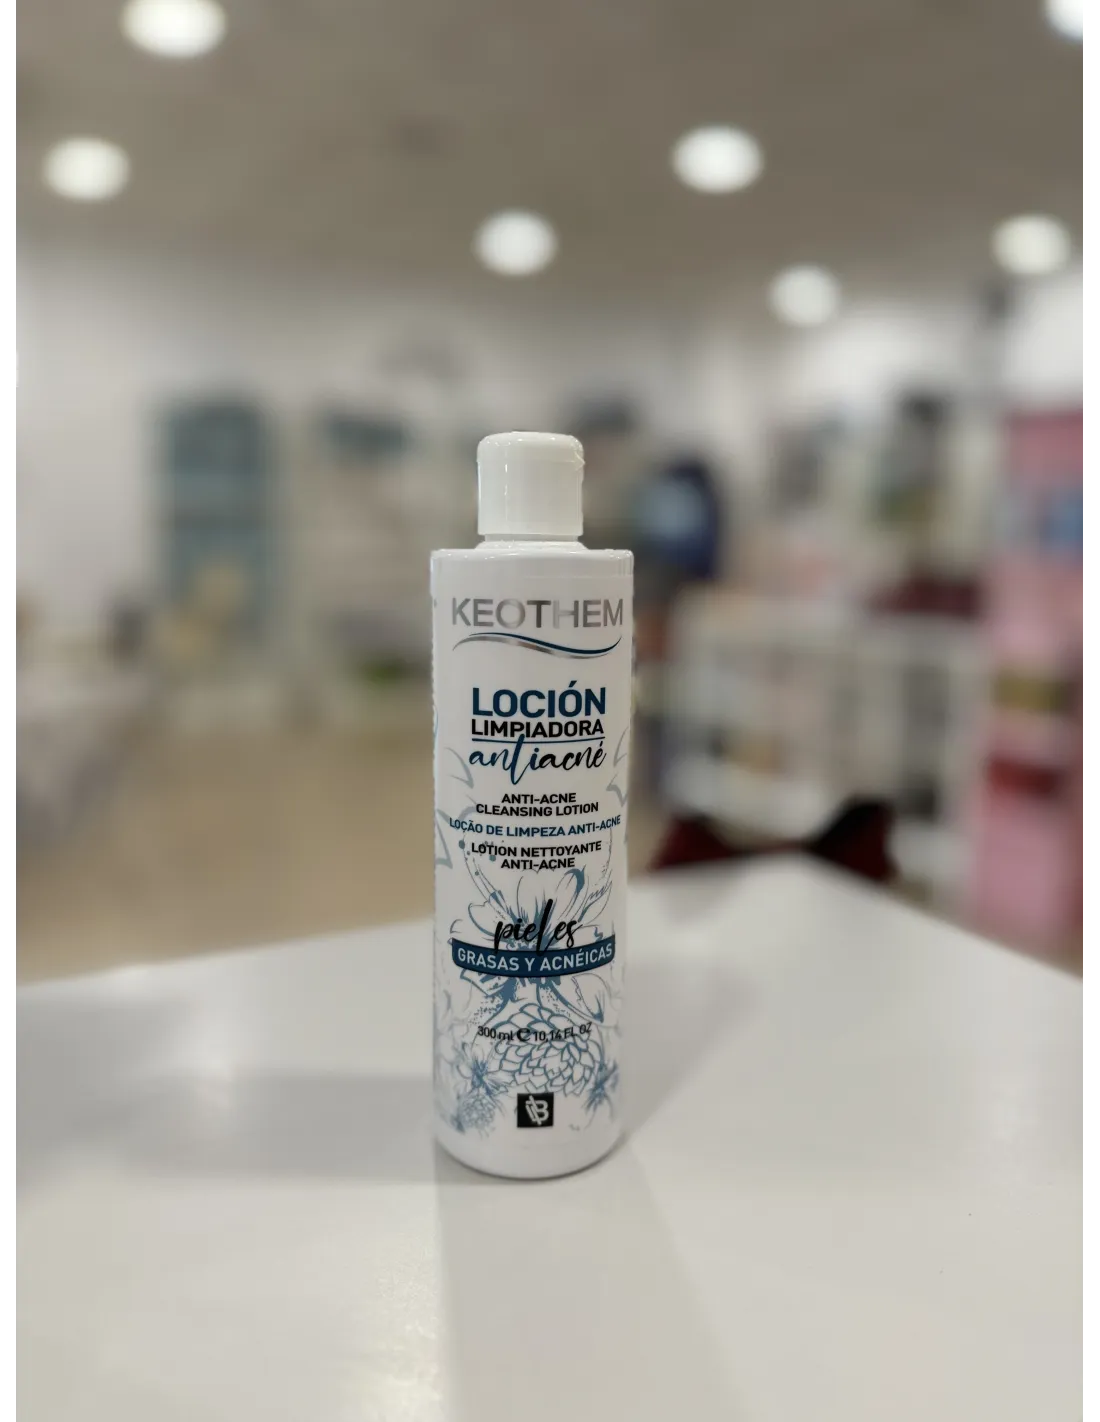 KEOTHEM
LOCIÓN
LIMPIADORA
antiacné
ANTI-ACNE
CLEANSING LOTION
LOÇÃO DE LIMPEZA ANTI-ACNE
LOTION NETTOYANTE
ANTI-ACNE
pieles
GRASAS Y ACNÉICAS
300 ml ℮ 10,14 FL OZ
B